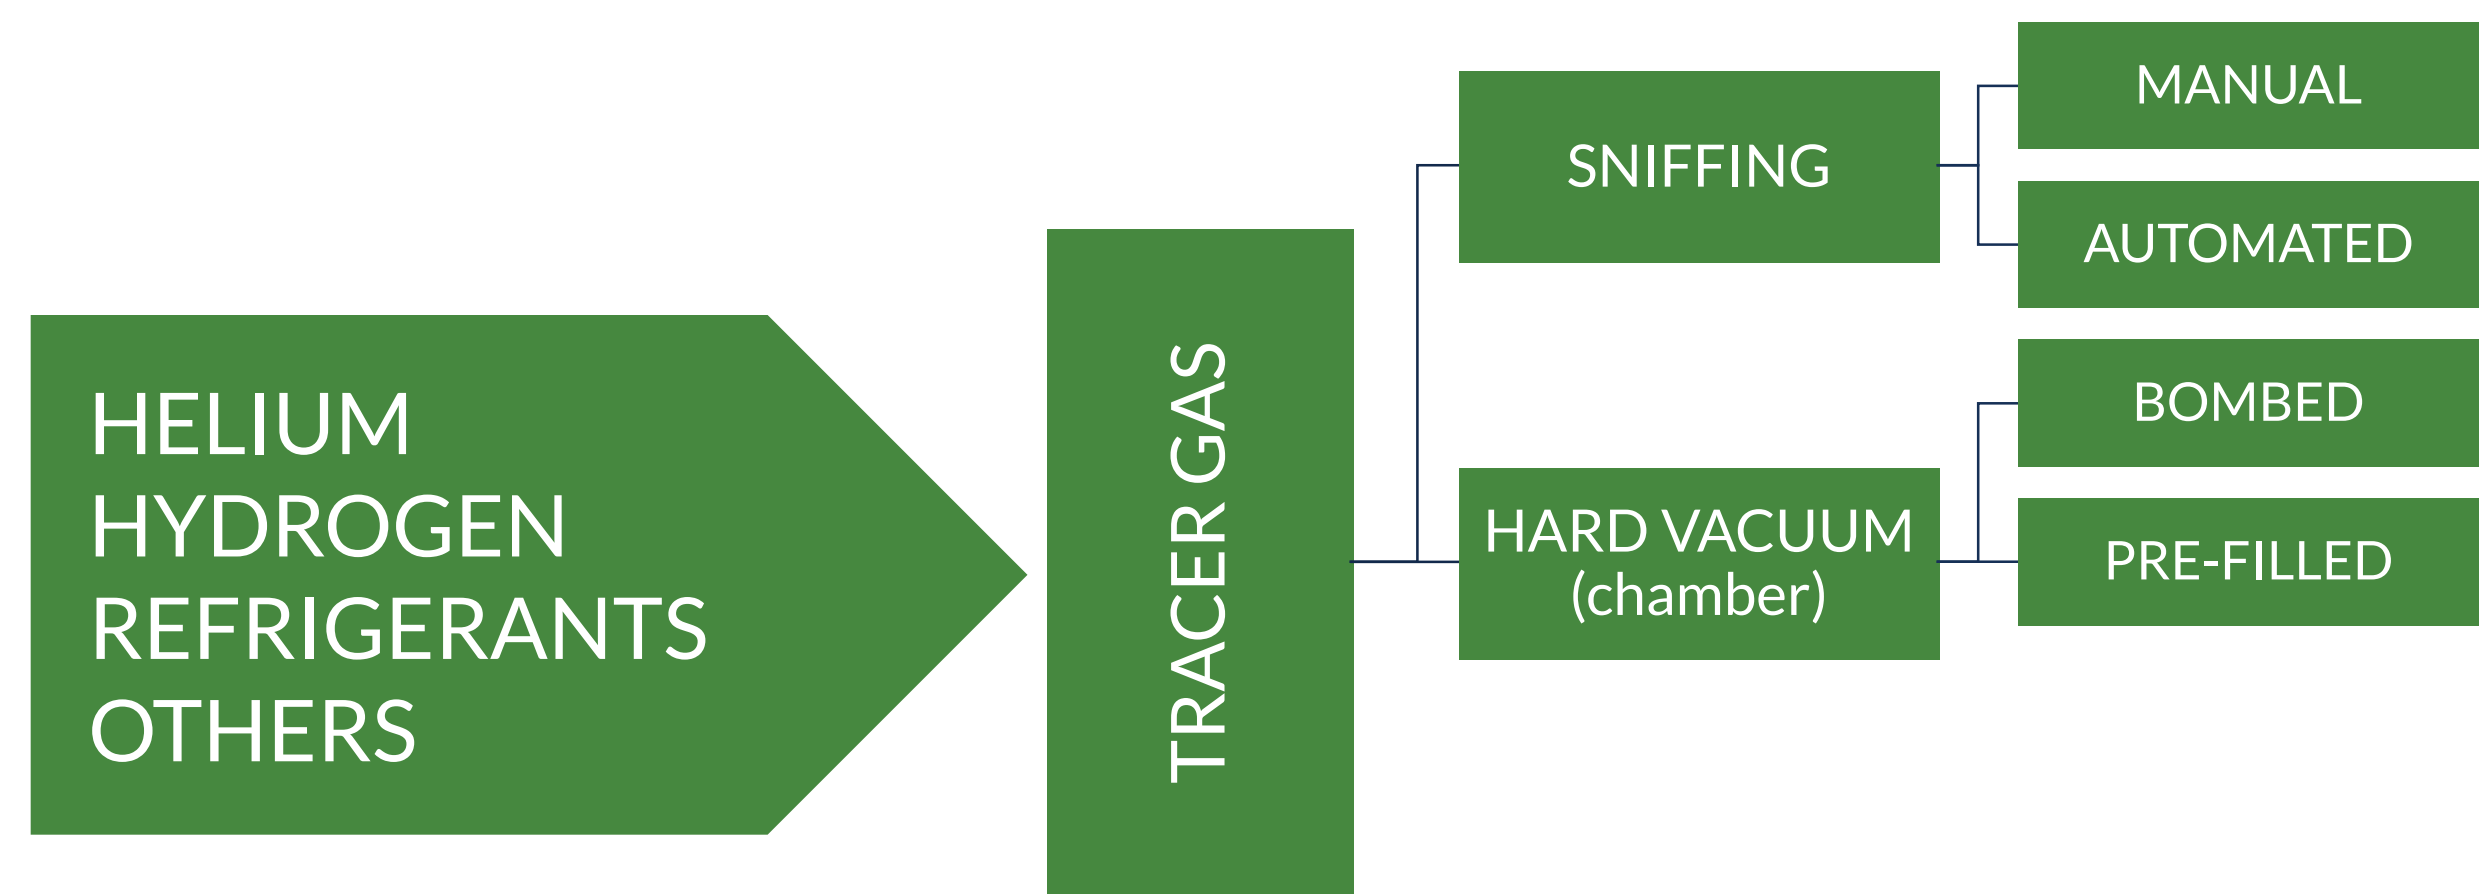 HELIUM
HYDROGEN
REFRIGERANTS
OTHERS
TRACER GAS
SNIFFING
MANUAL
AUTOMATED
HARD VACUUM
(chamber)
BOMBED
PRE-FILLED